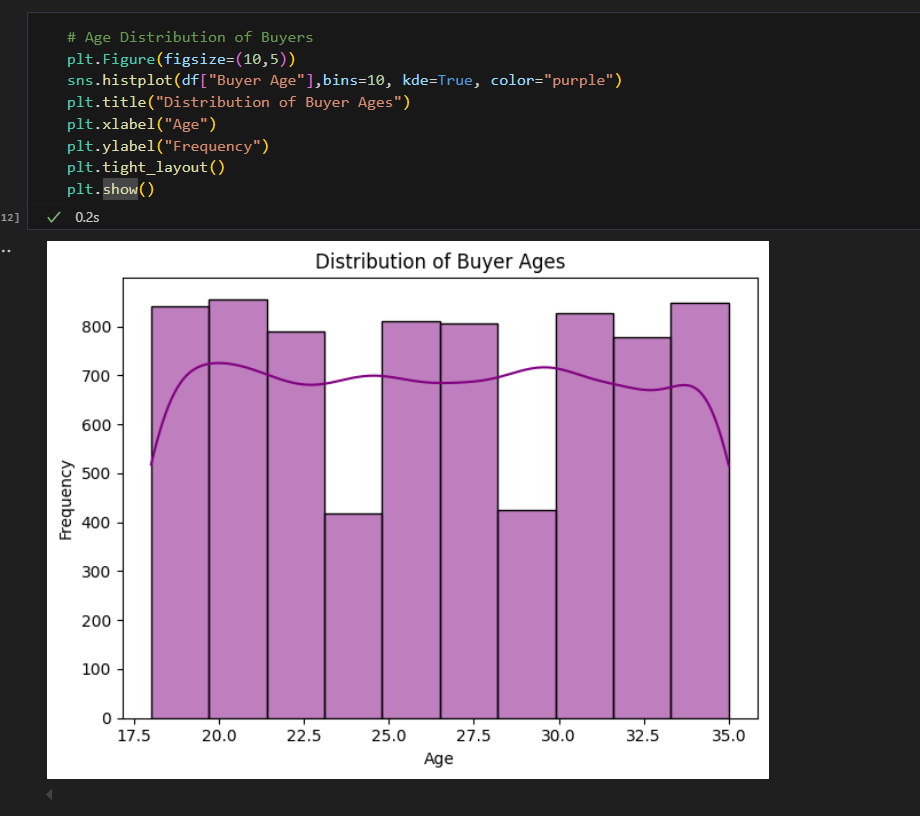 # Age Distribution of Buyers
plt.Figure(figsize=(10,5))
sns.histplot(df["Buyer Age"],bins=10, kde=True, color="purple")
plt.title("Distribution of Buyer Ages")
plt.xlabel("Age")
plt.ylabel("Frequency")
plt.tight_layout()
plt.show()
12] ✓ 0.2s
Distribution of Buyer Ages
Frequency
800
700
600
500
400
300
200
100
0
17.5 20.0 22.5 25.0 27.5 30.0 32.5 35.0
Age